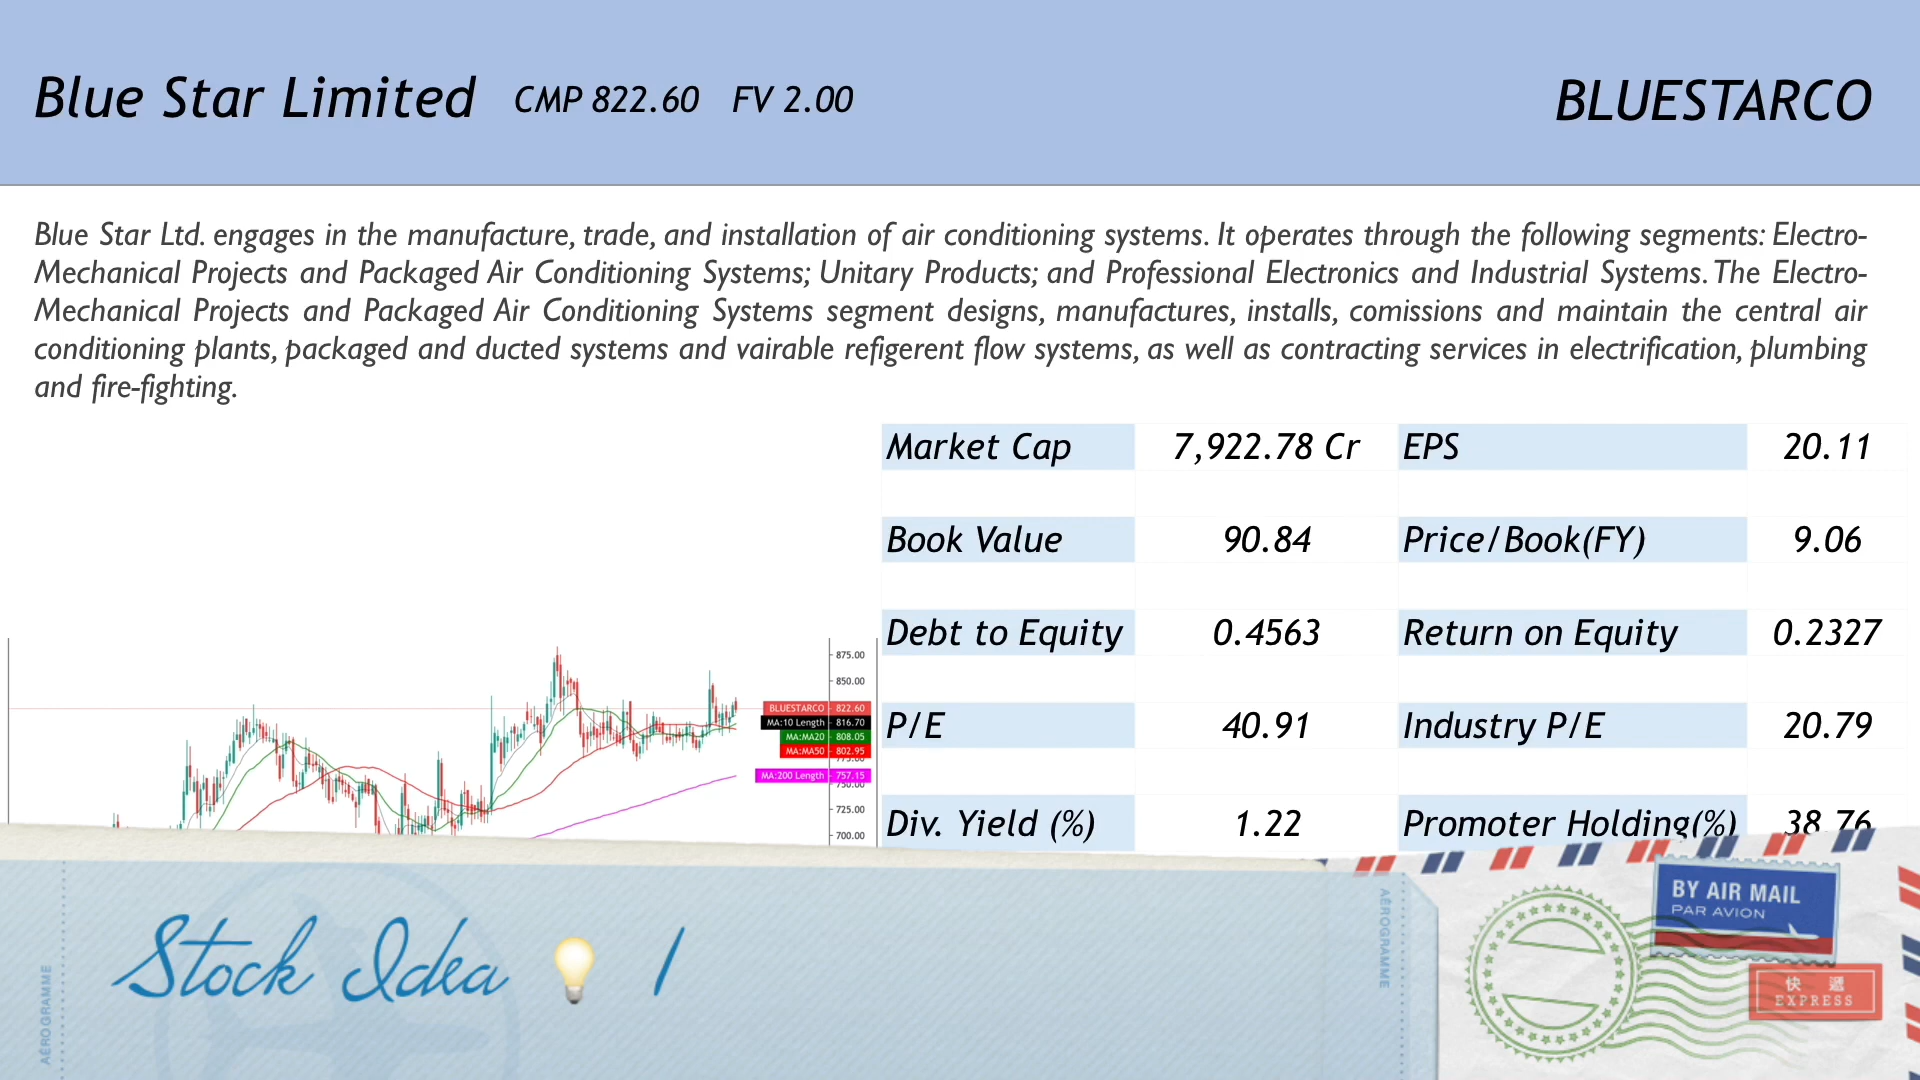 Blue Star Limited CMP 822.60 FV 2.00
BLUESTARCO
Blue Star Ltd. engages in the manufacture, trade, and installation of air conditioning systems. It operates through the following segments: Electro-
Mechanical Projects and Packaged Air Conditioning Systems; Unitary Products; and Professional Electronics and Industrial Systems. The Electro-
Mechanical Projects and Packaged Air Conditioning Systems segment designs, manufactures, installs, comissions and maintain the central air
conditioning plants, packaged and ducted systems and vairable refigerent flow systems, as well as contracting services in electrification, plumbing
and fire-fighting.
Market Cap 7,922.78 Cr EPS 20.11
Book Value 90.84 Price/Book(FY) 9.06
Debt to Equity 0.4563 Return on Equity 0.2327
P/E 40.91 Industry P/E 20.79
Div. Yield (%) 1.22 Promoter Holding(%) 38.76
875.00
850.00
BLUESTARCO 822.60
MA:10 Length 816.70
MA:MA20 808.05
MA:MA50 802.95
775.00
MA:200 Length 757.15
750.00
725.00
700.00
Stock Idea 💡 1
AÉROGRAMME
AÉROGRAMME
BY AIR MAIL
PAR AVION
快 遞
EXPRESS